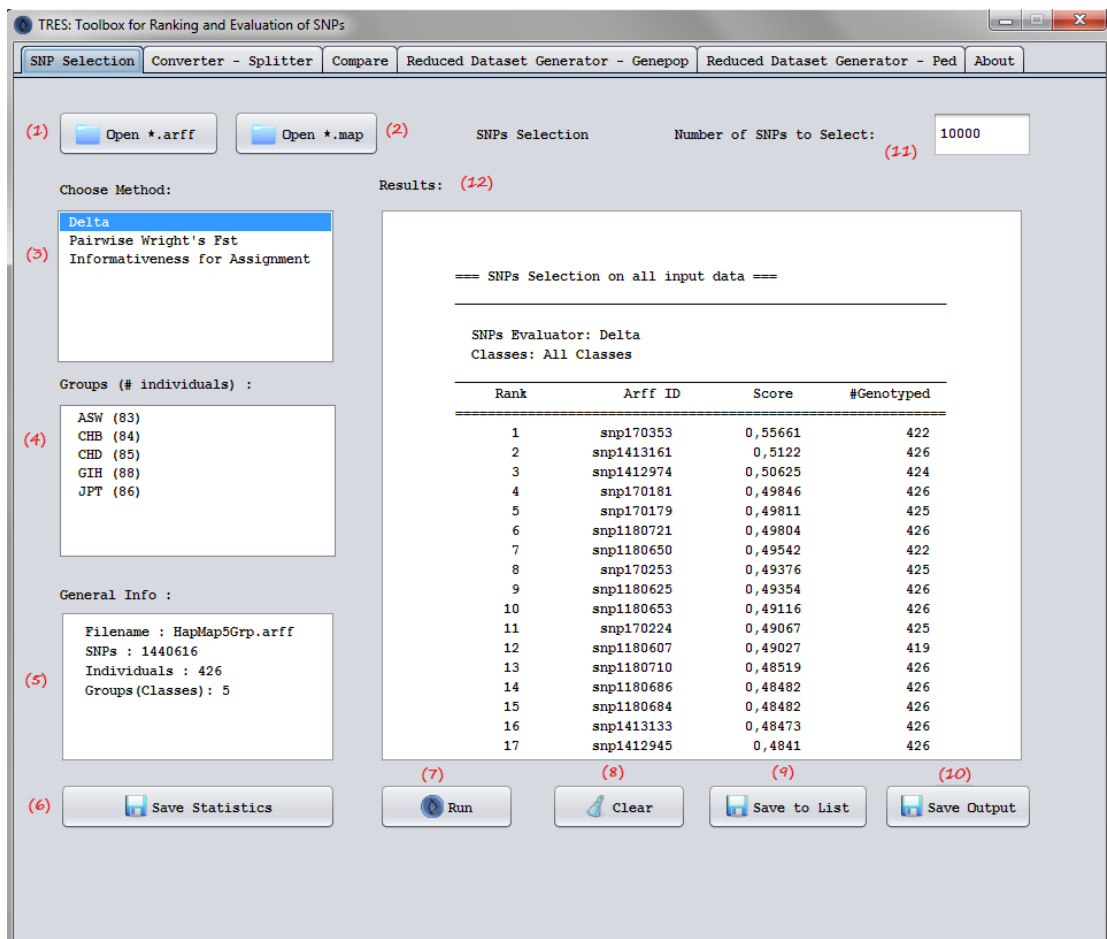 TRES: Toolbox for Ranking and Evaluation of SNPs
SNP Selection Converter - Splitter Compare Reduced Dataset Generator - Genepop Reduced Dataset Generator - Ped About
(1) Open *.arff Open *.map (2) SNPs Selection Number of SNPs to Select: (11) 10000
Choose Method:
Results: (12)
(3)
Delta
Pairwise Wright's Fst
Informativeness for Assignment
Groups (# individuals) :
(4)
ASW (83)
CHB (84)
CHD (85)
GIH (88)
JPT (86)
General Info :
(5)
Filename : HapMap5Grp.arff
SNPs : 1440616
Individuals : 426
Groups(Classes): 5
=== SNPs Selection on all input data ===
SNPs Evaluator: Delta
Classes: All Classes
Rank Arff ID Score #Genotyped
1 snp170353 0,55661 422
2 snp1413161 0,5122 426
3 snp1412974 0,50625 424
4 snp170181 0,49846 426
5 snp170179 0,49811 425
6 snp1180721 0,49804 426
7 snp1180650 0,49542 422
8 snp170253 0,49376 425
9 snp1180625 0,49354 426
10 snp1180653 0,49116 426
11 snp170224 0,49067 425
12 snp1180607 0,49027 419
13 snp1180710 0,48519 426
14 snp1180686 0,48482 426
15 snp1180684 0,48482 426
16 snp1413133 0,48473 426
17 snp1412945 0,4841 426
(6) Save Statistics
(7) Run
(8) Clear
(9) Save to List
(10) Save Output